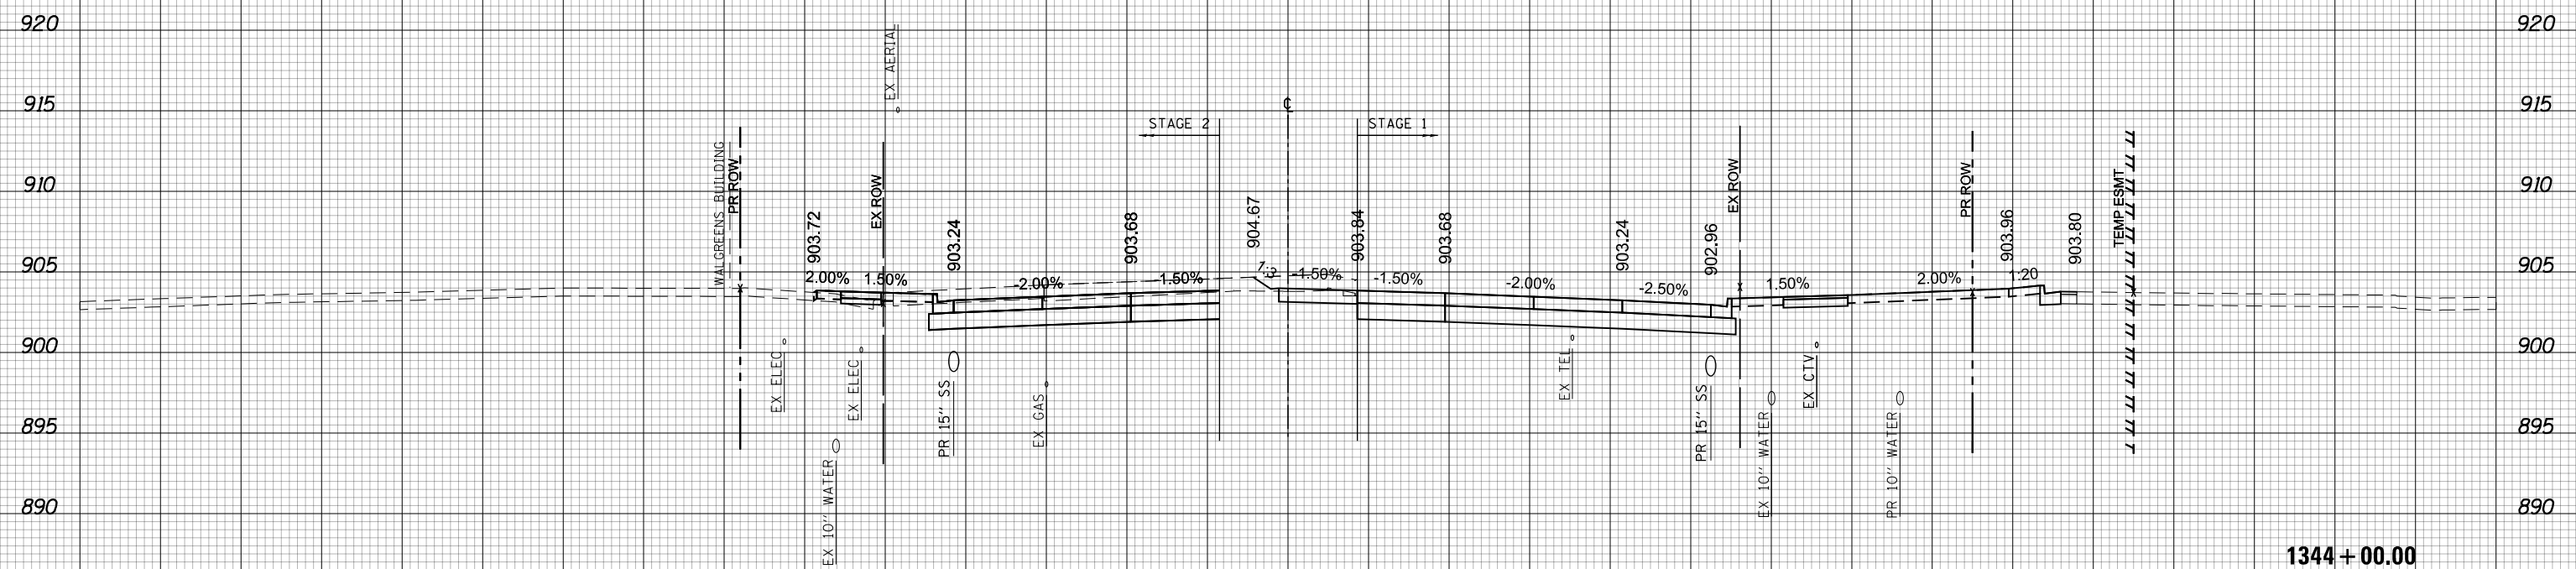 920
920
EX AERIAL
915
915
℄
STAGE 2
STAGE 1
WALGREENS BUILDING
PR ROW
EX ROW
EX ROW
PR ROW
TEMP ESMT
910
910
903.72
903.24
903.68
904.67
903.84
903.68
903.24
902.96
903.96
903.80
905
905
2.00%
1.50%
-2.00%
-1.50%
1:3
-1.50%
-1.50%
-2.00%
-2.50%
1.50%
2.00%
1:20
900
900
EX ELEC
EX ELEC
PR 15'' SS
EX GAS
EX TEL
PR 15'' SS
EX 10'' WATER
EX CTV
PR 10'' WATER
895
895
EX 10'' WATER
890
890
1344+00.00